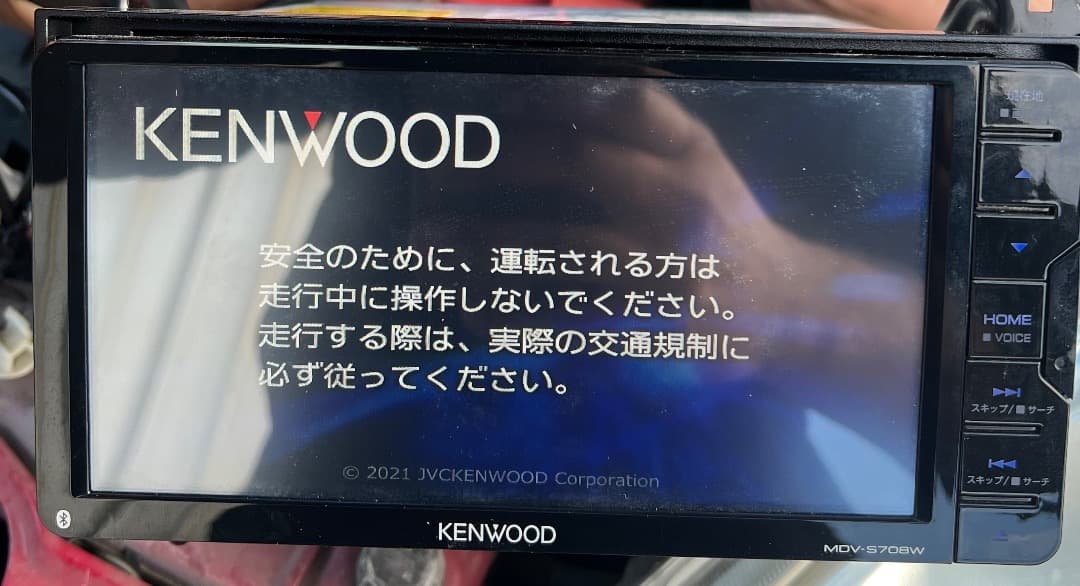 KENWOOD
安全のために、運転される方は
走行中に操作しないでください。
走行する際は、実際の交通規制に
必ず従ってください。
© 2021 JVCKENWOOD Corporation
KENWOOD
MDV-S708W
現在地
HOME
VOICE
スキップ/■サーチ
スキップ/■サーチ